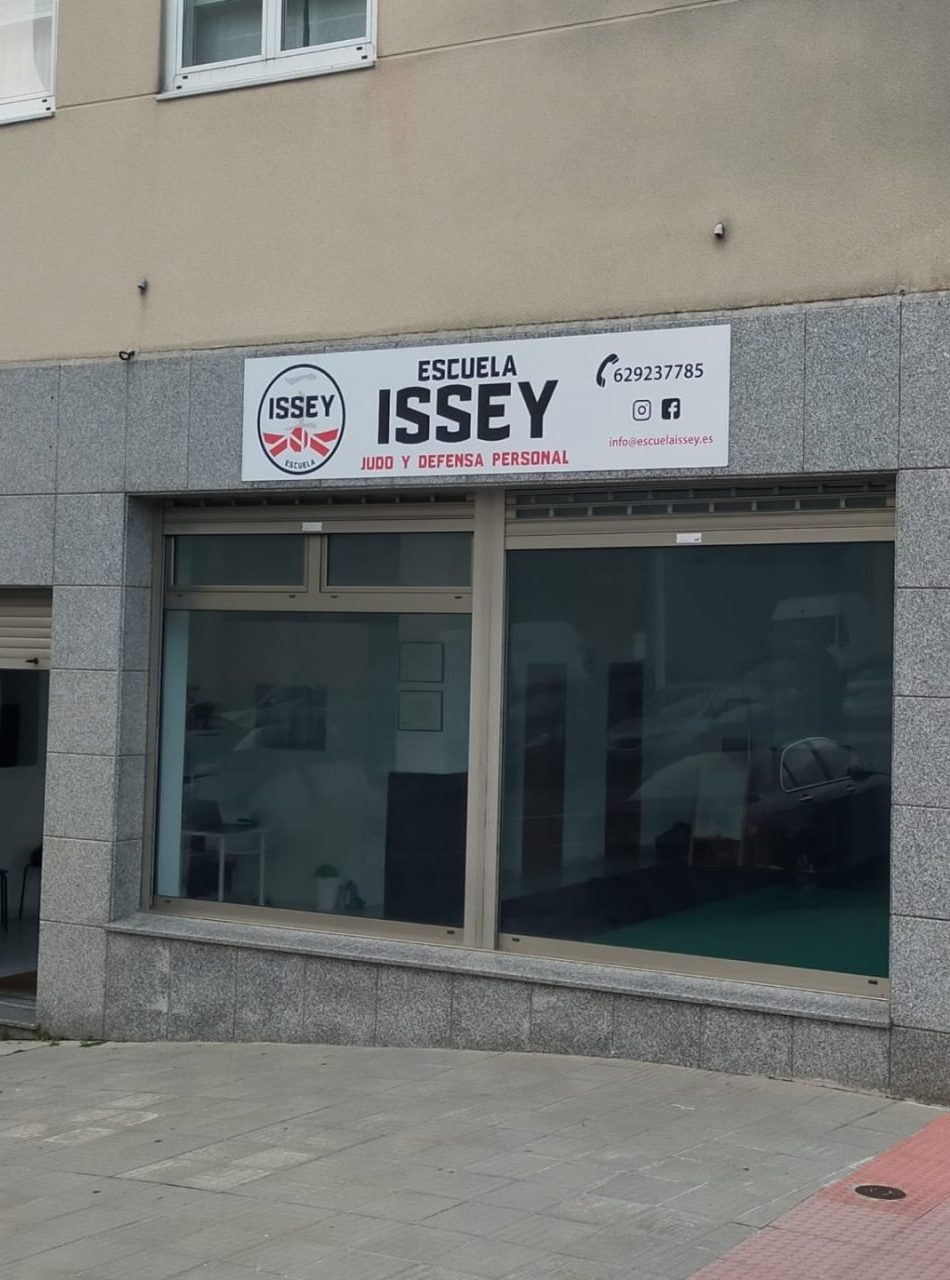 ISSEY
ESCUELA
ESCUELA
ISSEY
JUDO Y DEFENSA PERSONAL
629237785
info@escuelaissey.es